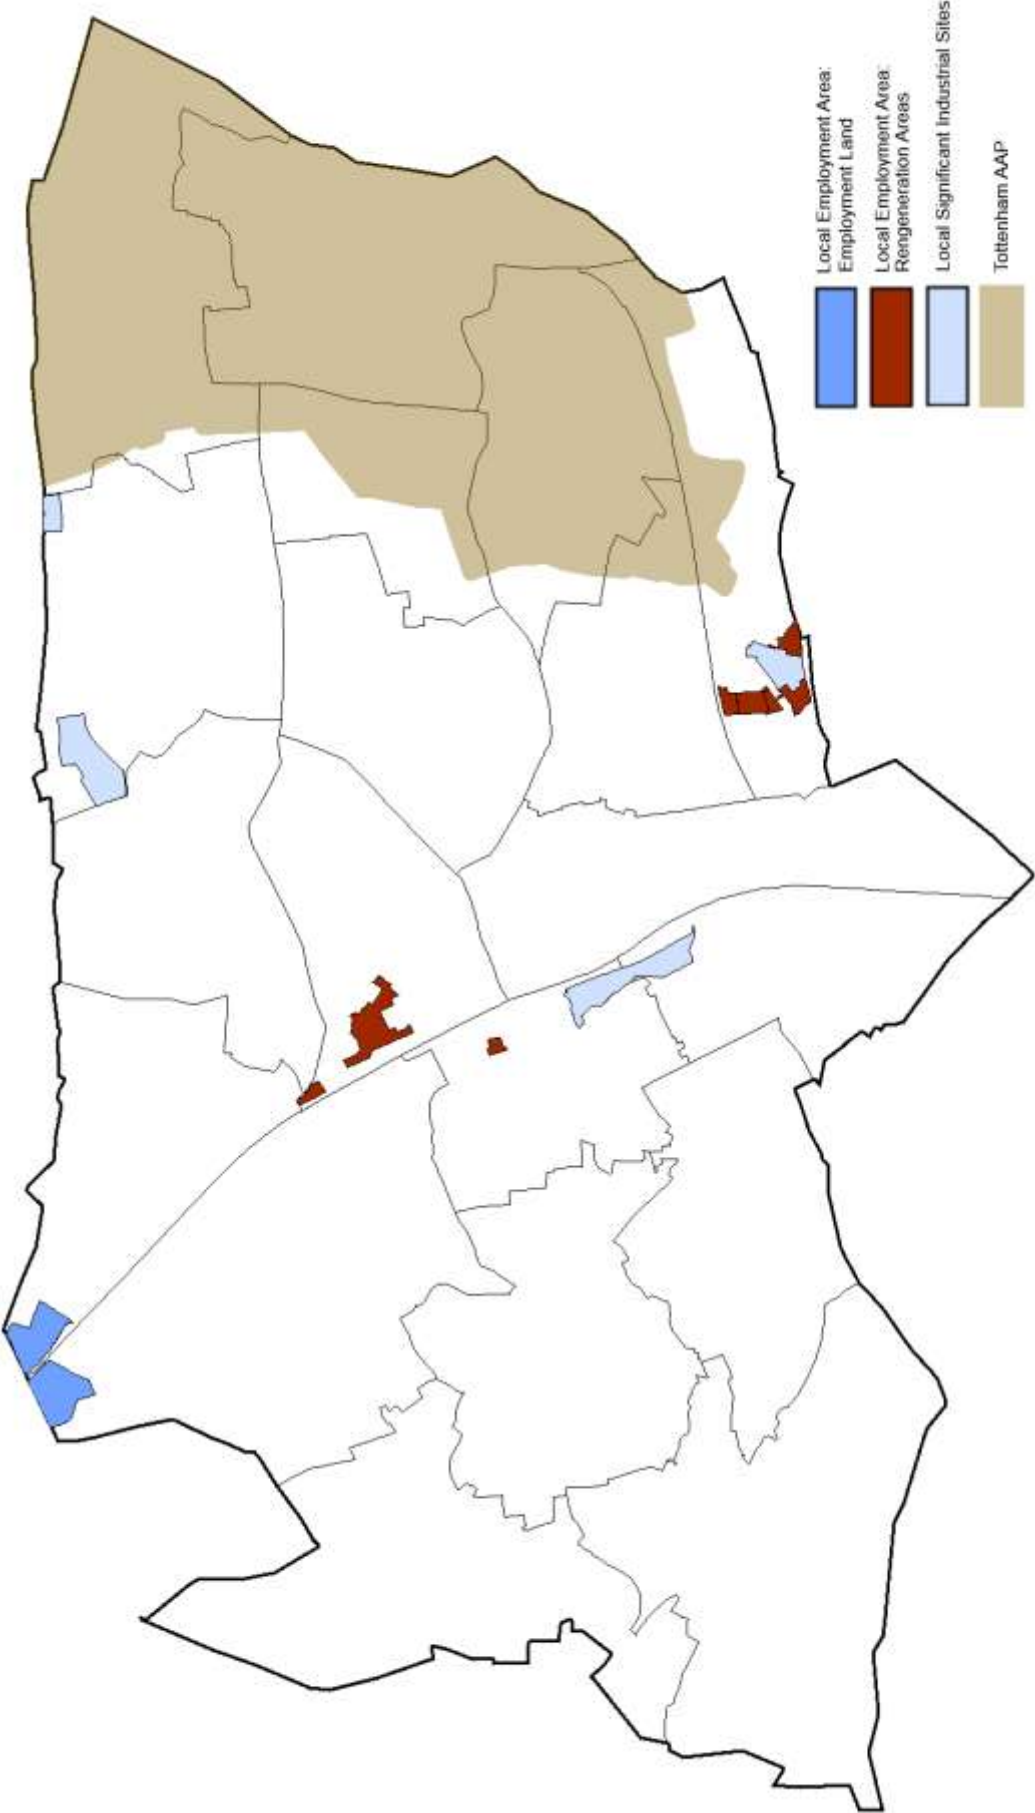 Local Employment Area:
Employment Land
Local Employment Area:
Rengeneration Areas
Local Significant Industrial Sites
Tottenham AAP